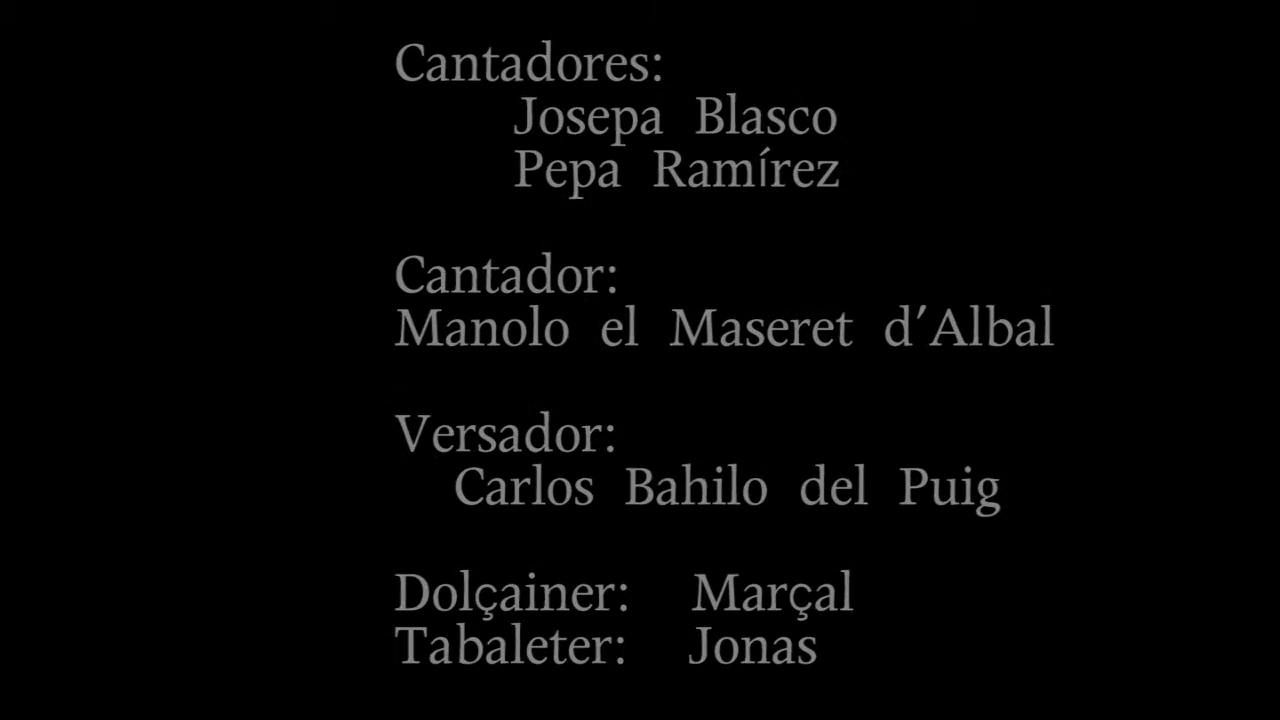 Cantadores:
Josepa Blasco
Pepa Ramírez
Cantador:
Manolo el Maseret d'Albal
Versador:
Carlos Bahilo del Puig
Dolçainer: Marçal
Tabaleter: Jonas